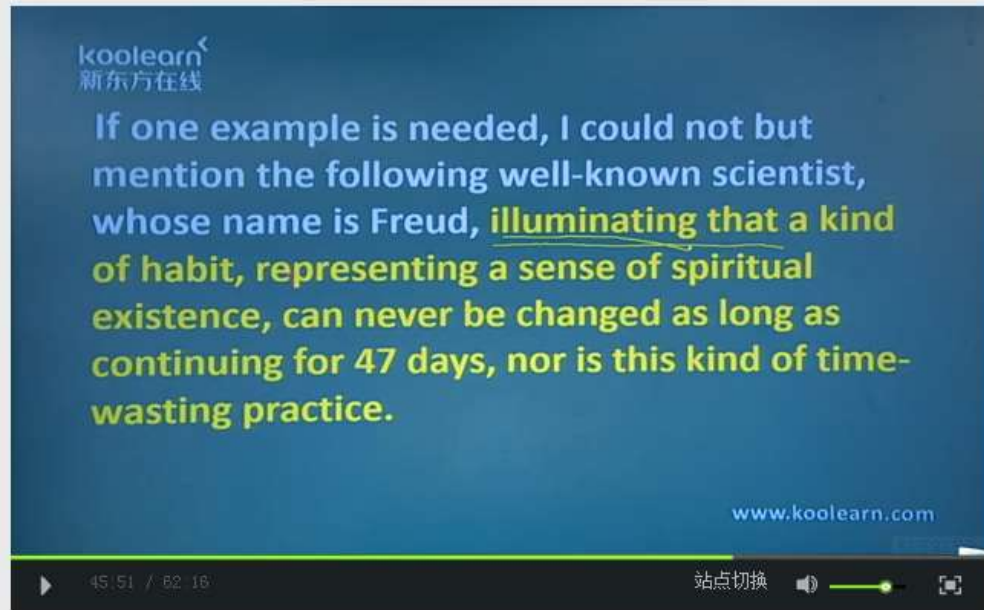 koolearn
新东方在线
If one example is needed, I could not but
mention the following well-known scientist,
whose name is Freud, illuminating that a kind
of habit, representing a sense of spiritual
existence, can never be changed as long as
continuing for 47 days, nor is this kind of time-
wasting practice.
www.koolearn.com
45:51 / 62:16
站点切换